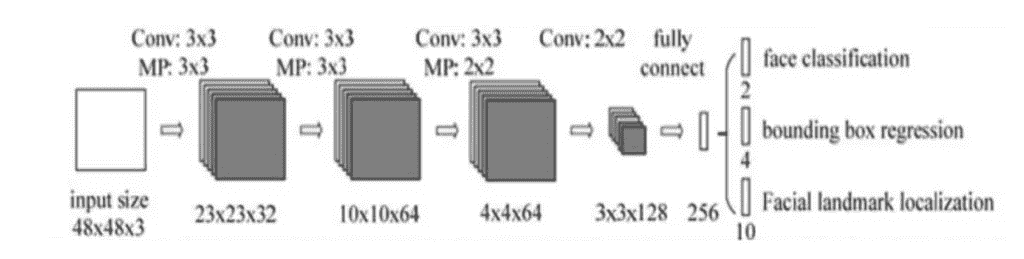 Conv: 3x3
MP: 3x3
Conv: 3x3
MP: 3x3
Conv: 3x3
MP: 2x2
Conv: 2x2
fully
connect
face classification
2
bounding box regression
4
Facial landmark localization
10
input size
48x48x3
23x23x32
10x10x64
4x4x64
3x3x128
256